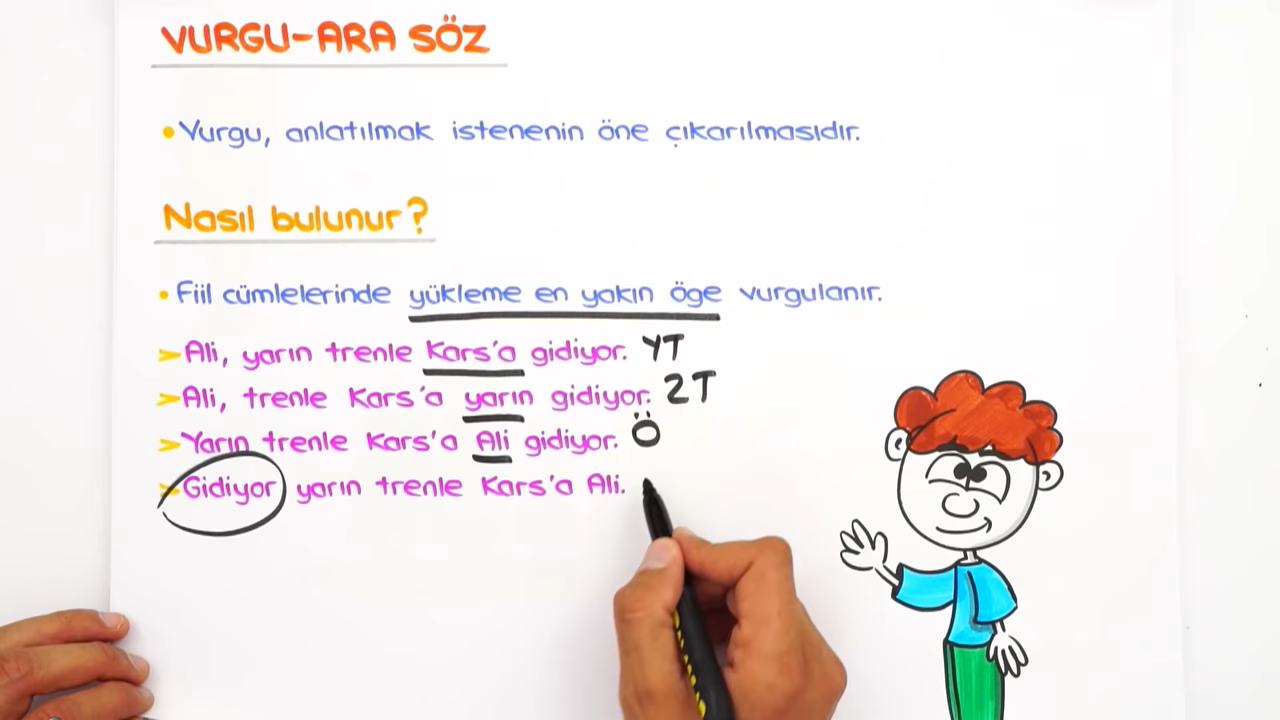 VURGU-ARA SÖZ
• Vurgu, anlatılmak istenenin öne çıkarılmasıdır.
Nasıl bulunur?
• Fiil cümlelerinde yükleme en yakın öge vurgulanır.
➤ Ali, yarın trenle Kars'a gidiyor. YT
➤ Ali, trenle Kars'a yarın gidiyor. ZT
➤ Yarın trenle Kars'a Ali gidiyor. Ö
➤ Gidiyor yarın trenle Kars'a Ali.